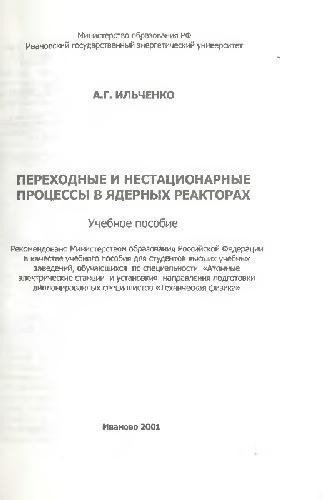 Министерство образования РФ
Ивановский государственный энергетический университет
А.Г. ИЛЬЧЕНКО
ПЕРЕХОДНЫЕ И НЕСТАЦИОНАРНЫЕ
ПРОЦЕССЫ В ЯДЕРНЫХ РЕАКТОРАХ
Учебное пособие
Рекомендовано Министерством образования Российской Федерации
в качестве учебного пособия для студентов высших учебных
заведений, обучающихся по специальности «Атомные
электрические станции и установки» направления подготовки
дипломированных специалистов «Техническая физика»
Иваново 2001